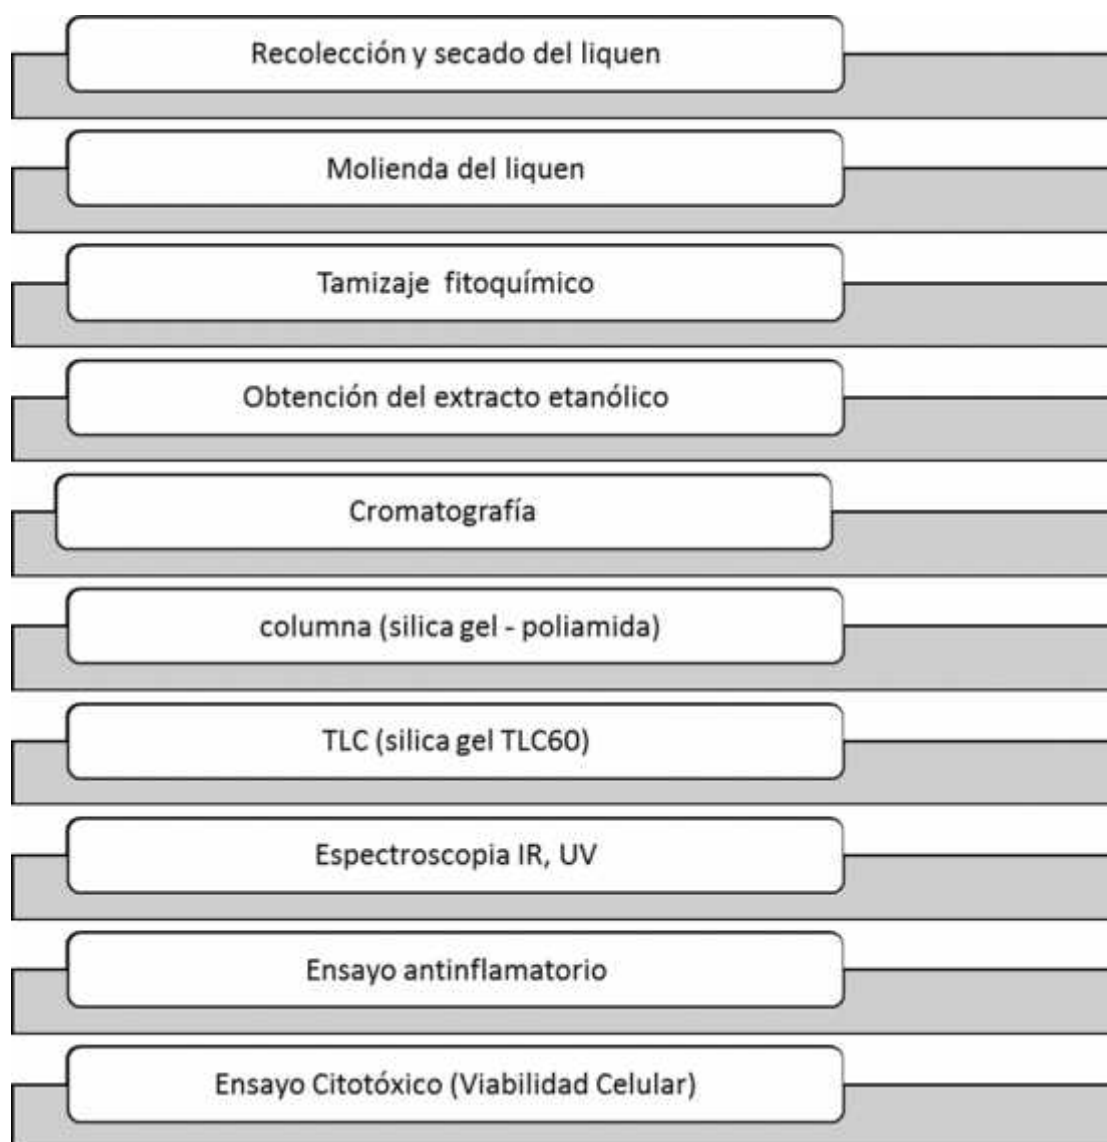 Recolección y secado del liquen
Molienda del liquen
Tamizaje fitoquímico
Obtención del extracto etanólico
Cromatografía
columna (silica gel - poliamida)
TLC (silica gel TLC60)
Espectroscopia IR, UV
Ensayo antinflamatorio
Ensayo Citotóxico (Viabilidad Celular)